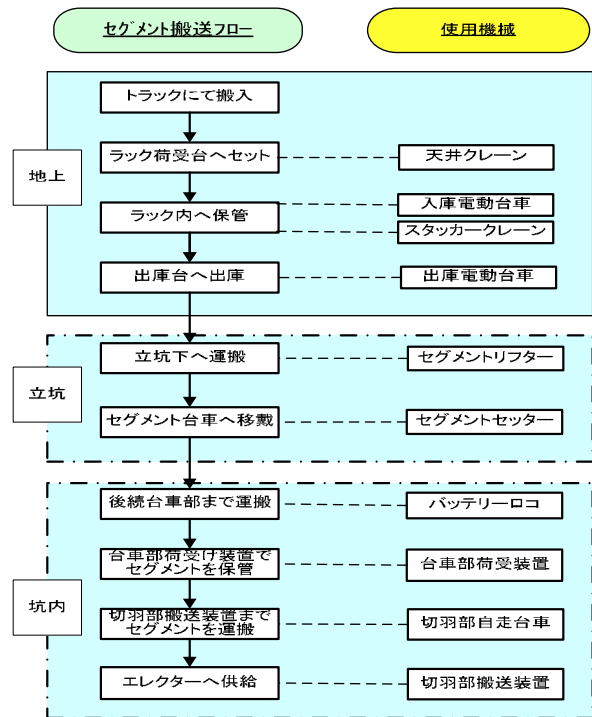 セグメント搬送フロー
使用機械
地上
トラックにて搬入
ラック荷受台へセット
天井クレーン
ラック内へ保管
入庫電動台車
スタッカークレーン
出庫台へ出庫
出庫電動台車
立坑
立坑下へ運搬
セグメントリフター
セグメント台車へ移戴
セグメントセッター
坑内
後続台車部まで運搬
バッテリーロコ
台車部荷受け装置で
セグメントを保管
台車部荷受装置
切羽部搬送装置まで
セグメントを運搬
切羽部自走台車
エレクターへ供給
切羽部搬送装置